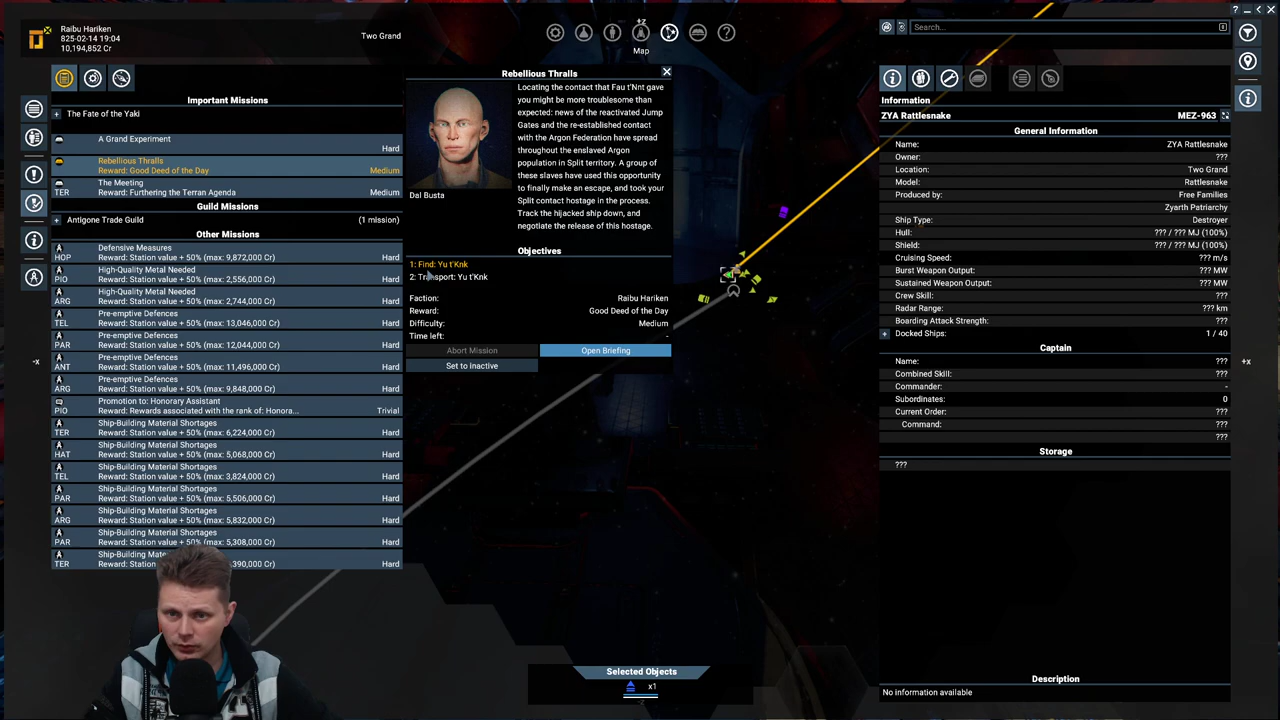 Raibu Hariken
825-02-14 19:04
10,194,852 Cr
Two Grand
+z
Map
Search...
Important Missions
+ The Fate of the Yaki
A Grand Experiment
Hard
Rebellious Thralls
Reward: Good Deed of the Day
Medium
The Meeting
TER Reward: Furthering the Terran Agenda
Medium
Guild Missions
+ Antigone Trade Guild (1 mission)
Other Missions
Defensive Measures
HOP Reward: Station value + 50% (max: 9,872,000 Cr) Hard
High-Quality Metal Needed
PIO Reward: Station value + 50% (max: 2,556,000 Cr) Hard
High-Quality Metal Needed
ARG Reward: Station value + 50% (max: 2,744,000 Cr) Hard
Pre-emptive Defences
TEL Reward: Station value + 50% (max: 13,046,000 Cr) Hard
Pre-emptive Defences
PAR Reward: Station value + 50% (max: 12,044,000 Cr) Hard
Pre-emptive Defences
ANT Reward: Station value + 50% (max: 11,496,000 Cr) Hard
Pre-emptive Defences
ARG Reward: Station value + 50% (max: 9,848,000 Cr) Hard
Promotion to: Honorary Assistant
PIO Reward: Rewards associated with the rank of: Honora... Trivial
Ship-Building Material Shortages
TER Reward: Station value + 50% (max: 6,224,000 Cr) Hard
Ship-Building Material Shortages
HAT Reward: Station value + 50% (max: 5,068,000 Cr) Hard
Ship-Building Material Shortages
TEL Reward: Station value + 50% (max: 3,824,000 Cr) Hard
Ship-Building Material Shortages
PAR Reward: Station value + 50% (max: 5,506,000 Cr) Hard
Ship-Building Material Shortages
ARG Reward: Station value + 50% (max: 5,832,000 Cr) Hard
Ship-Building Material Shortages
PAR Reward: Station value + 50% (max: 5,308,000 Cr) Hard
Ship-Building Mate
TER Reward: Sta 390,000 Cr) Hard
Rebellious Thralls
Dal Busta
Locating the contact that Fau t'Nnt gave
you might be more troublesome than
expected: news of the reactivated Jump
Gates and the re-established contact
with the Argon Federation have spread
throughout the enslaved Argon
population in Split territory. A group of
these slaves have used this opportunity
to finally make an escape, and took your
Split contact hostage in the process.
Track the hijacked ship down, and
negotiate the release of this hostage.
Objectives
1: Find: Yu t'Knk
2: Transport: Yu t'Knk
Faction: Raibu Hariken
Reward: Good Deed of the Day
Difficulty: Medium
Time left: -
Abort Mission
Open Briefing
Set to Inactive
-x
+x
Selected Objects
x1
-z
Information
ZYA Rattlesnake MEZ-963
General Information
Name: ZYA Rattlesnake
Owner: ???
Location: Two Grand
Model: Rattlesnake
Produced by: Free Families
Zyarth Patriarchy
Ship Type: Destroyer
Hull: ??? / ??? MJ (100%)
Shield: ??? / ??? MJ (100%)
Cruising Speed: ??? m/s
Burst Weapon Output: ??? MW
Sustained Weapon Output: ??? MW
Crew Skill: ???
Radar Range: ??? km
Boarding Attack Strength: ???
+ Docked Ships: 1 / 40
Captain
Name: ???
Combined Skill: ???
Commander: -
Subordinates: 0
Current Order: ???
Command: ???
???
Storage
???
Description
No information available